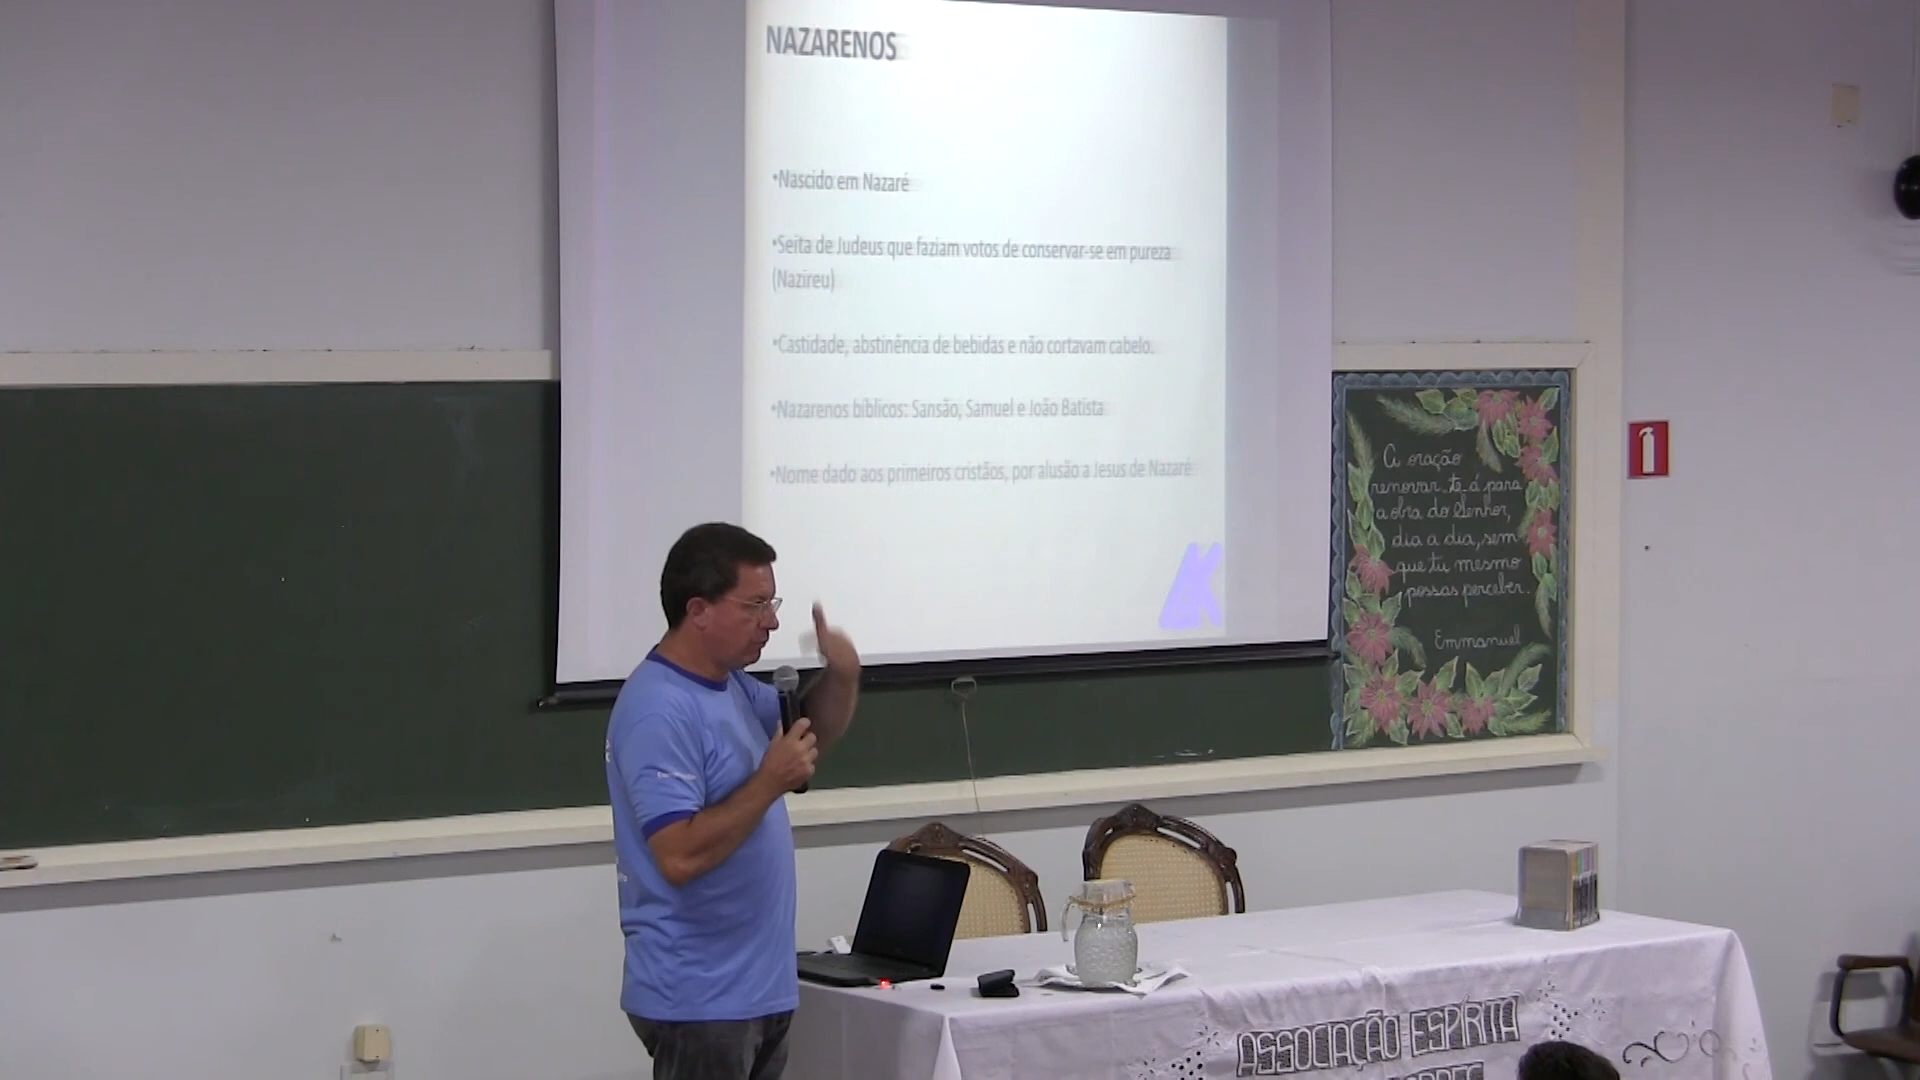 NAZARENOS
•Nascido em Nazaré
•Seita de Judeus que faziam votos de conservar-se em pureza
(Nazireu)
•Castidade, abstinência de bebidas e não cortavam cabelo.
•Nazarenos bíblicos: Sansão, Samuel e João Batista
•Nome dado aos primeiros cristãos, por alusão a Jesus de Nazaré
A oração
renovar-te-á para
a obra do Senhor,
dia a dia, sem
que tu mesmo
possas perceber.
Emmanuel
ASSOCIAÇÃO ESPÍRITA